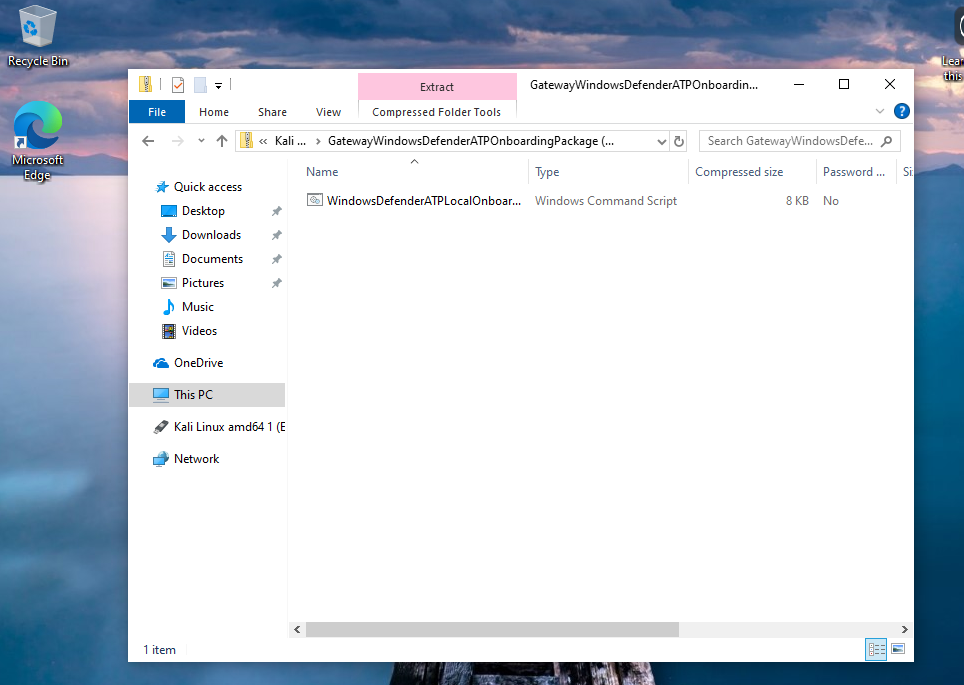 Recycle Bin
Microsoft
Edge
Lea
this
Extract
GatewayWindowsDefenderATPOnboardin...
File
Home
Share
View
Compressed Folder Tools
?
« Kali ... › GatewayWindowsDefenderATPOnboardingPackage (...
Search GatewayWindowsDefe...
Name
Type
Compressed size
Password ...
Si
WindowsDefenderATPLocalOnboar...
Windows Command Script
8 KB
No
Quick access
Desktop
Downloads
Documents
Pictures
Music
Videos
OneDrive
This PC
Kali Linux amd64 1 (E
Network
1 item